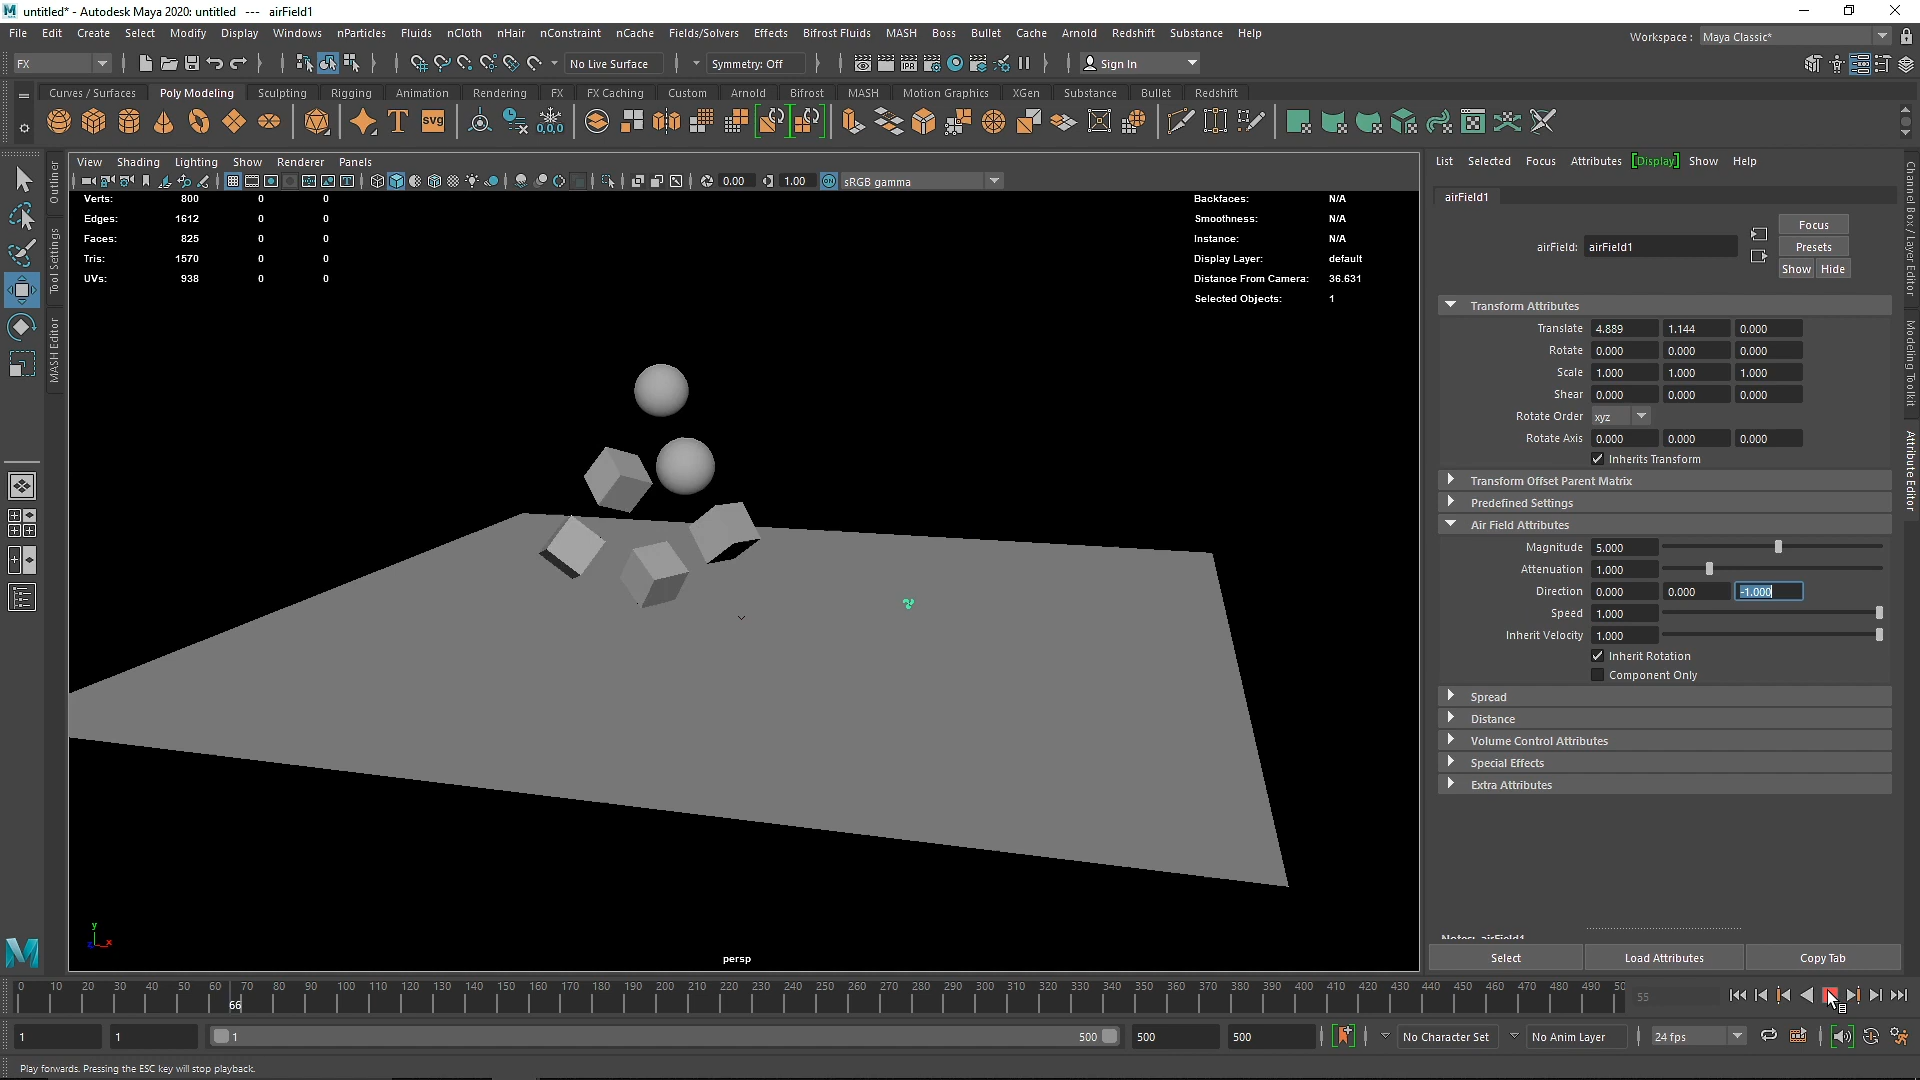 untitled* - Autodesk Maya 2020: untitled --- airField1
File Edit Create Select Modify Display Windows nParticles Fluids nCloth nHair nConstraint nCache Fields/Solvers Effects Bifrost Fluids MASH Boss Bullet Cache Arnold Redshift Substance Help
Workspace : Maya Classic*
FX No Live Surface Symmetry: Off Sign In
Curves / Surfaces Poly Modeling Sculpting Rigging Animation Rendering FX FX Caching Custom Arnold Bifrost MASH Motion Graphics XGen Substance Bullet Redshift
View Shading Lighting Show Renderer Panels
0.00 1.00 sRGB gamma
Verts: 800 0 0
Edges: 1612 0 0
Faces: 825 0 0
Tris: 1570 0 0
UVs: 938 0 0
Backfaces: N/A
Smoothness: N/A
Instance: N/A
Display Layer: default
Distance From Camera: 36.631
Selected Objects: 1
Outliner
Tool Settings
MASH Editor
persp
List Selected Focus Attributes Display Show Help
airField1
airField: airField1
Focus
Presets
Show Hide
Transform Attributes
Translate 4.889 1.144 0.000
Rotate 0.000 0.000 0.000
Scale 1.000 1.000 1.000
Shear 0.000 0.000 0.000
Rotate Order xyz
Rotate Axis 0.000 0.000 0.000
Inherits Transform
Transform Offset Parent Matrix
Predefined Settings
Air Field Attributes
Magnitude 5.000
Attenuation 1.000
Direction 0.000 0.000 -1.000
Speed 1.000
Inherit Velocity 1.000
Inherit Rotation
Component Only
Spread
Distance
Volume Control Attributes
Special Effects
Extra Attributes
Notes: airField1
Select Load Attributes Copy Tab
Channel Box / Layer Editor
Modeling Toolkit
Attribute Editor
0 10 20 30 40 50 60 70 80 90 100 110 120 130 140 150 160 170 180 190 200 210 220 230 240 250 260 270 280 290 300 310 320 330 340 350 360 370 380 390 400 410 420 430 440 450 460 470 480 490 50
66
55
1 1 1 500 500 500 No Character Set No Anim Layer 24 fps
Play forwards. Pressing the ESC key will stop playback.